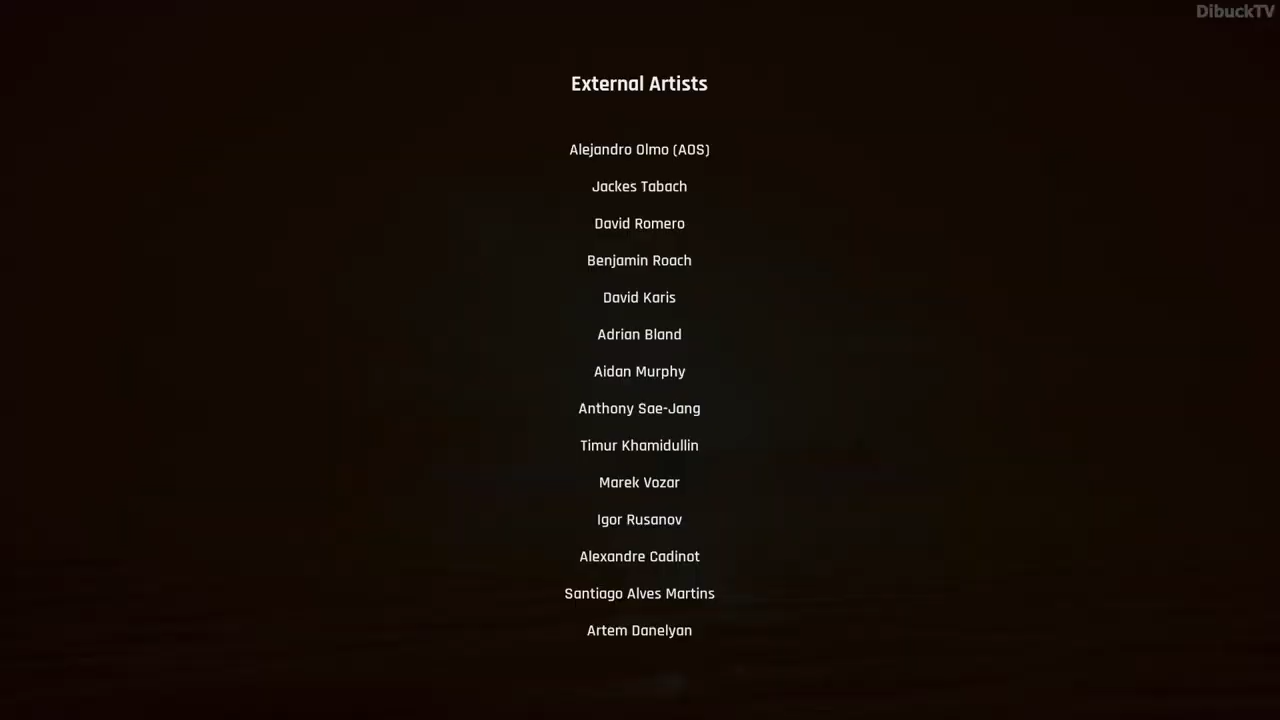 DibuckTV
External Artists
Alejandro Olmo (AOS)
Jackes Tabach
David Romero
Benjamin Roach
David Karis
Adrian Bland
Aidan Murphy
Anthony Sae-Jang
Timur Khamidullin
Marek Vozar
Igor Rusanov
Alexandre Cadinot
Santiago Alves Martins
Artem Danelyan